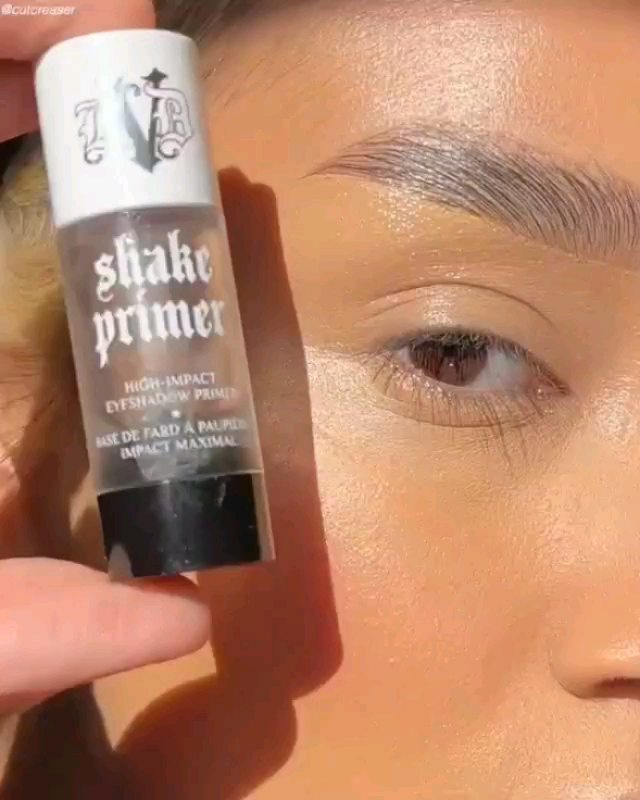 @cutcreaser
KVD
shake
primer
HIGH-IMPACT
EYESHADOW PRIMER
BASE DE FARD À PAUPIÈRES
IMPACT MAXIMAL